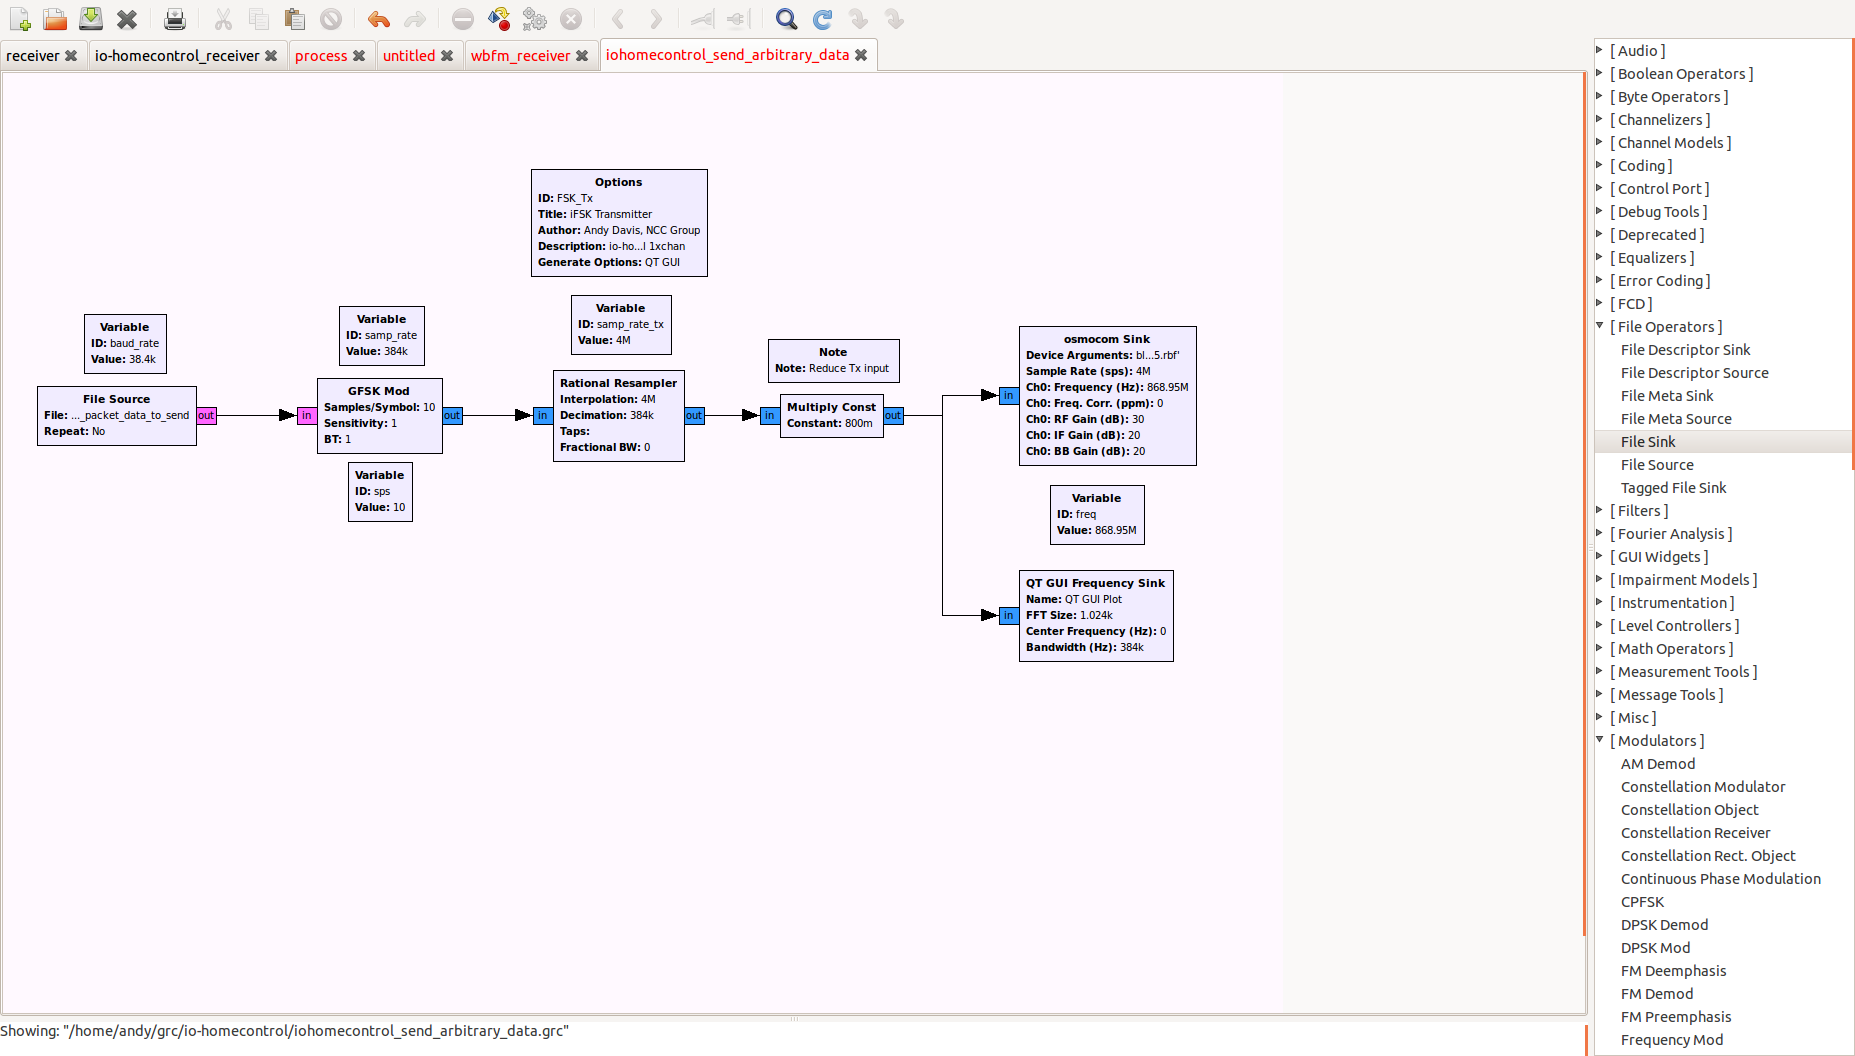 receiver
io-homecontrol_receiver
process
untitled
wbfm_receiver
iohomecontrol_send_arbitrary_data
Options
ID: FSK_Tx
Title: iFSK Transmitter
Author: Andy Davis, NCC Group
Description: io-ho...l 1xchan
Generate Options: QT GUI
Variable
ID: baud_rate
Value: 38.4k
Variable
ID: samp_rate
Value: 384k
Variable
ID: samp_rate_tx
Value: 4M
Note
Note: Reduce Tx input
File Source
File: ..._packet_data_to_send
Repeat: No
out
in
GFSK Mod
Samples/Symbol: 10
Sensitivity: 1
BT: 1
out
Variable
ID: sps
Value: 10
in
Rational Resampler
Interpolation: 4M
Decimation: 384k
Taps:
Fractional BW: 0
out
in
Multiply Const
Constant: 800m
out
in
osmocom Sink
Device Arguments: bl...5.rbf'
Sample Rate (sps): 4M
Ch0: Frequency (Hz): 868.95M
Ch0: Freq. Corr. (ppm): 0
Ch0: RF Gain (dB): 30
Ch0: IF Gain (dB): 20
Ch0: BB Gain (dB): 20
Variable
ID: freq
Value: 868.95M
in
QT GUI Frequency Sink
Name: QT GUI Plot
FFT Size: 1.024k
Center Frequency (Hz): 0
Bandwidth (Hz): 384k
Showing: "/home/andy/grc/io-homecontrol/iohomecontrol_send_arbitrary_data.grc"
[ Audio ]
[ Boolean Operators ]
[ Byte Operators ]
[ Channelizers ]
[ Channel Models ]
[ Coding ]
[ Control Port ]
[ Debug Tools ]
[ Deprecated ]
[ Equalizers ]
[ Error Coding ]
[ FCD ]
[ File Operators ]
File Descriptor Sink
File Descriptor Source
File Meta Sink
File Meta Source
File Sink
File Source
Tagged File Sink
[ Filters ]
[ Fourier Analysis ]
[ GUI Widgets ]
[ Impairment Models ]
[ Instrumentation ]
[ Level Controllers ]
[ Math Operators ]
[ Measurement Tools ]
[ Message Tools ]
[ Misc ]
[ Modulators ]
AM Demod
Constellation Modulator
Constellation Object
Constellation Receiver
Constellation Rect. Object
Continuous Phase Modulation
CPFSK
DPSK Demod
DPSK Mod
FM Deemphasis
FM Demod
FM Preemphasis
Frequency Mod